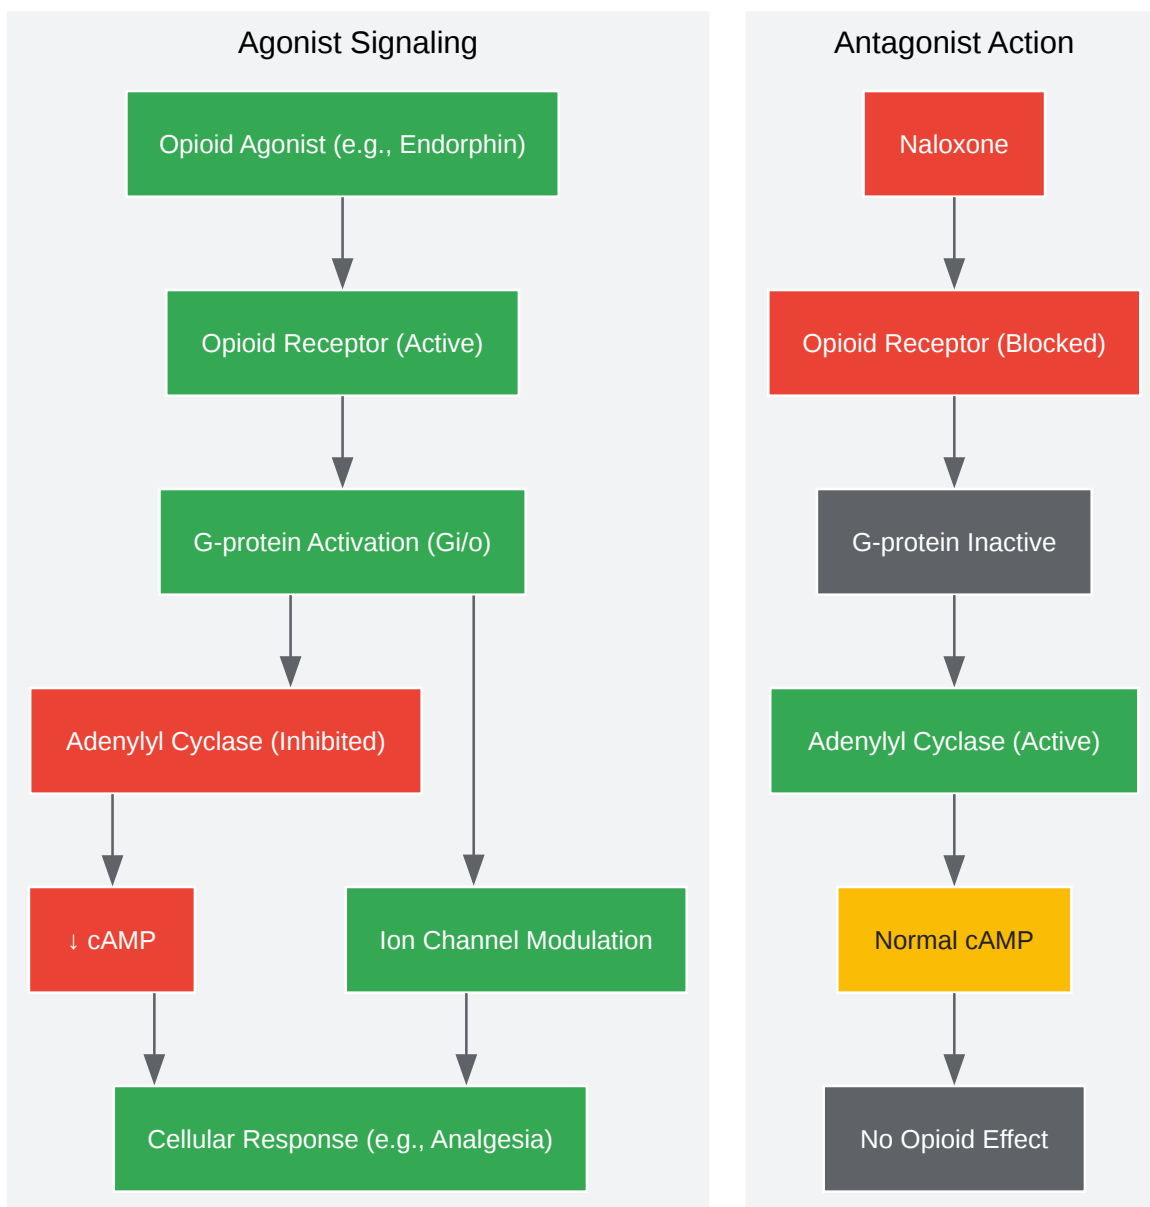 Agonist Signaling
Opioid Agonist (e.g., Endorphin)
Opioid Receptor (Active)
G-protein Activation (Gi/o)
Adenylyl Cyclase (Inhibited)
↓ cAMP
Ion Channel Modulation
Cellular Response (e.g., Analgesia)
Antagonist Action
Naloxone
Opioid Receptor (Blocked)
G-protein Inactive
Adenylyl Cyclase (Active)
Normal cAMP
No Opioid Effect